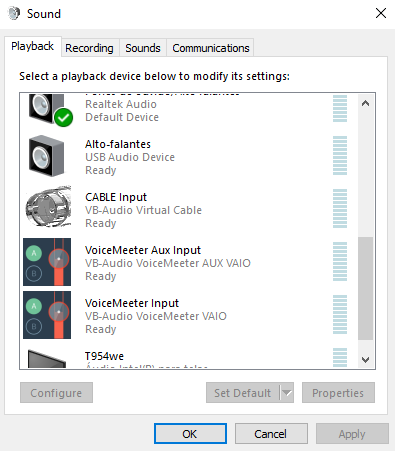 Sound
Playback
Recording
Sounds
Communications
Select a playback device below to modify its settings:
Realtek Audio
Default Device
Alto-falantes
USB Audio Device
Ready
CABLE Input
VB-Audio Virtual Cable
Ready
VoiceMeeter Aux Input
VB-Audio VoiceMeeter AUX VAIO
Ready
A
B
VoiceMeeter Input
VB-Audio VoiceMeeter VAIO
Ready
A
B
T954we
Configure
Set Default
Properties
OK
Cancel
Apply